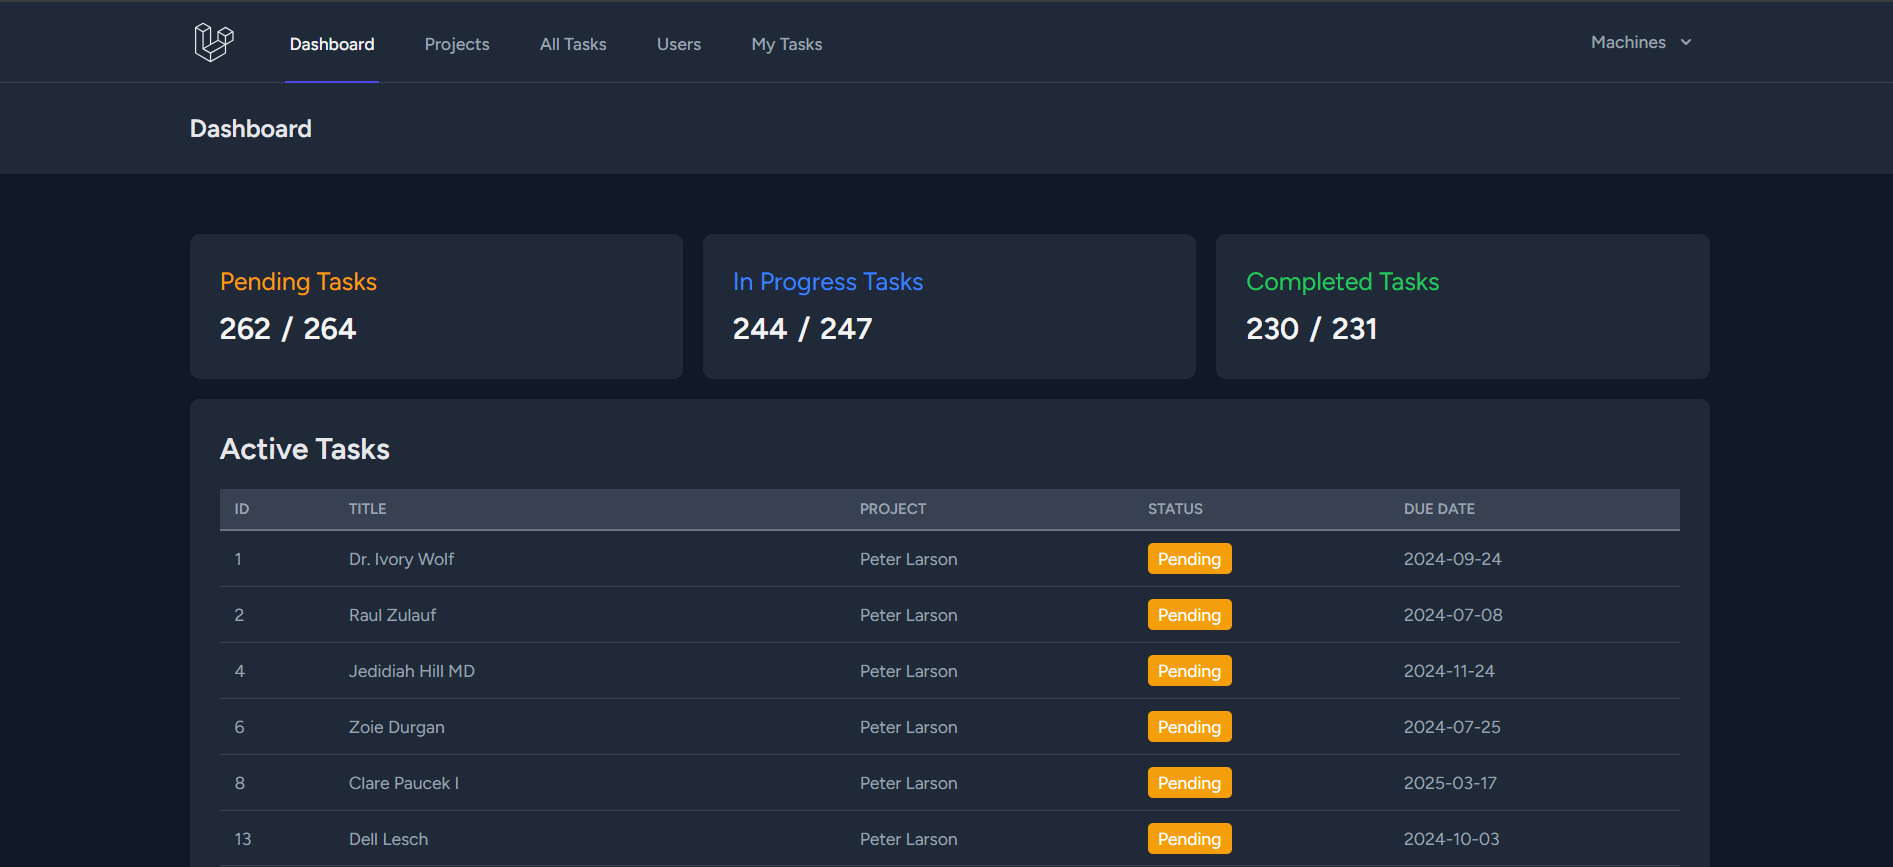 Dashboard Projects All Tasks Users My Tasks Machines
Dashboard
Pending Tasks In Progress Tasks Completed Tasks
262 / 264 244 / 247 230 / 231
Active Tasks
ID TITLE PROJECT STATUS DUE DATE
1 Dr. Ivory Wolf Peter Larson Pending 2024-09-24
2 Raul Zulauf Peter Larson Pending 2024-07-08
4 Jedidiah Hill MD Peter Larson Pending 2024-11-24
6 Zoie Durgan Peter Larson Pending 2024-07-25
8 Clare Paucek I Peter Larson Pending 2025-03-17
13 Dell Lesch Peter Larson Pending 2024-10-03